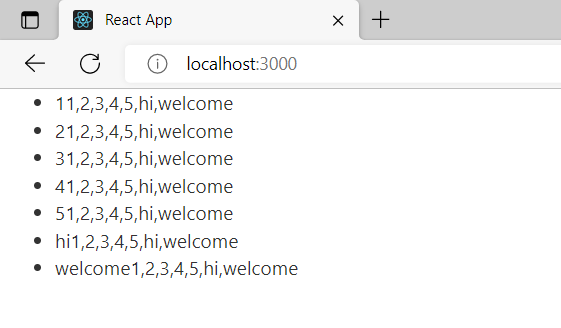 React App
localhost:3000
11,2,3,4,5,hi,welcome
21,2,3,4,5,hi,welcome
31,2,3,4,5,hi,welcome
41,2,3,4,5,hi,welcome
51,2,3,4,5,hi,welcome
hi1,2,3,4,5,hi,welcome
welcome1,2,3,4,5,hi,welcome